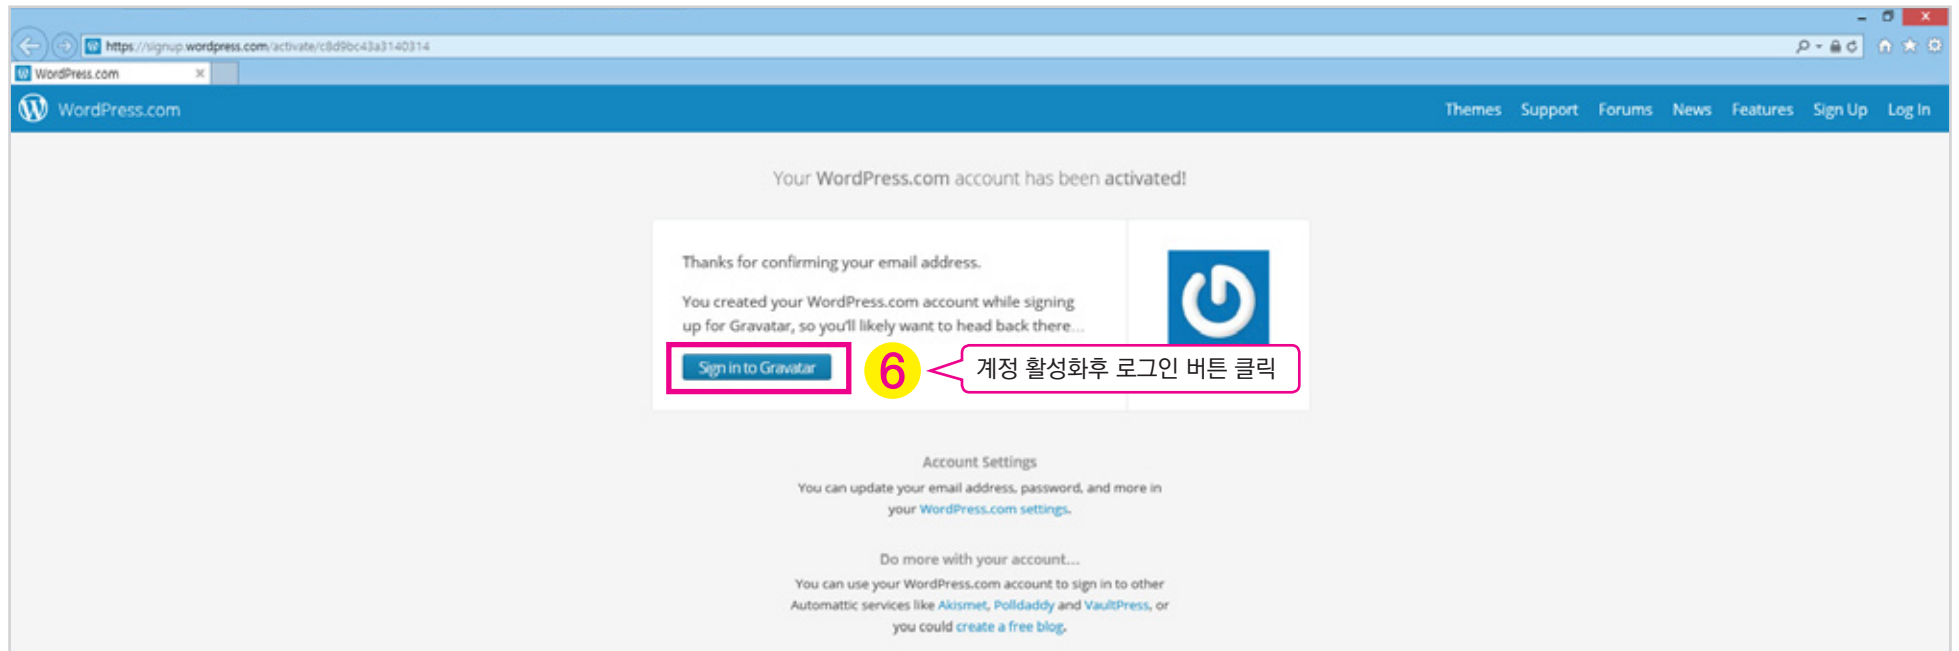 https://signup.wordpress.com/activate/c8d9bc43a3140314
WordPress.com
WordPress.com
Themes Support Forums News Features Sign Up Log In
Your WordPress.com account has been activated!
Thanks for confirming your email address.
You created your WordPress.com account while signing
up for Gravatar, so you'll likely want to head back there...
Sign in to Gravatar
6
계정 활성화후 로그인 버튼 클릭
Account Settings
You can update your email address, password, and more in
your WordPress.com settings.
Do more with your account...
You can use your WordPress.com account to sign in to other
Automattic services like Akismet, Polldaddy and VaultPress, or
you could create a free blog.